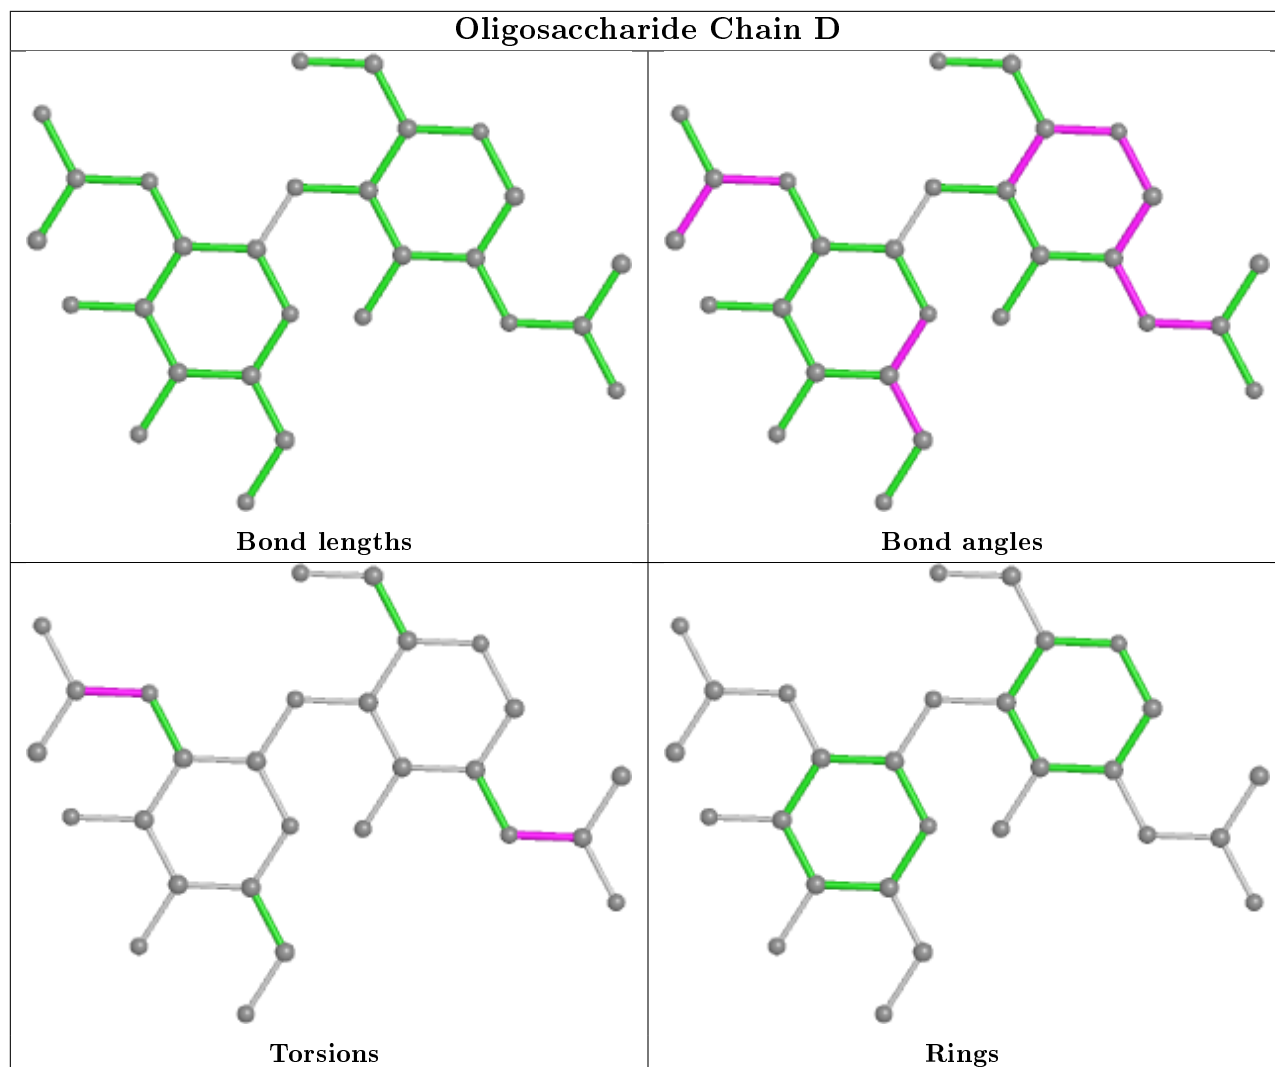 Oligosaccharide Chain D
Bond lengths
Bond angles
Torsions
Rings